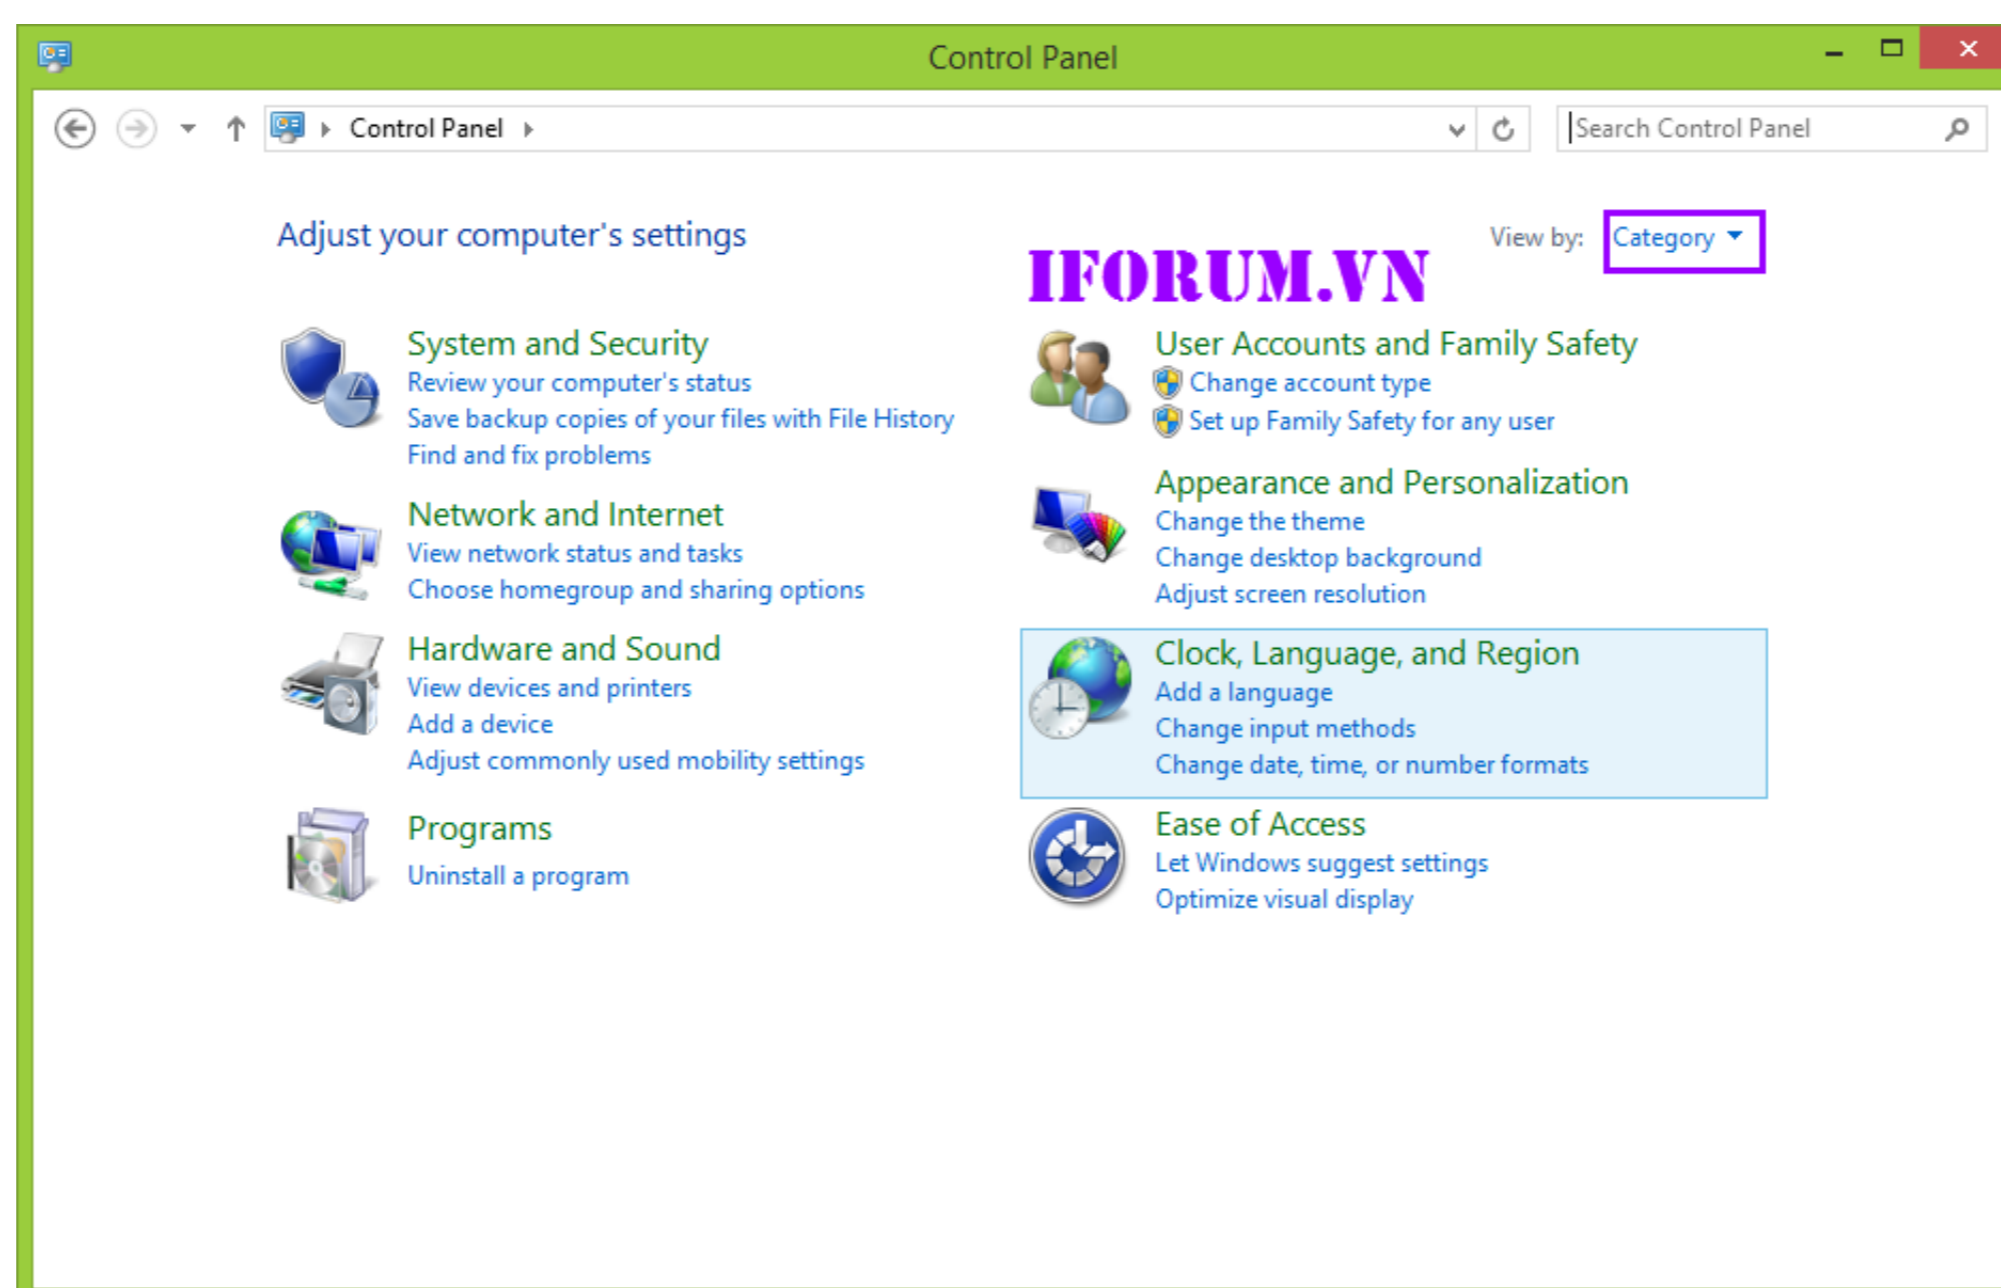 Control Panel
Control Panel
Search Control Panel
Adjust your computer's settings
View by: Category
IFORUM.VN
System and Security
Review your computer's status
Save backup copies of your files with File History
Find and fix problems
Network and Internet
View network status and tasks
Choose homegroup and sharing options
Hardware and Sound
View devices and printers
Add a device
Adjust commonly used mobility settings
Programs
Uninstall a program
User Accounts and Family Safety
Change account type
Set up Family Safety for any user
Appearance and Personalization
Change the theme
Change desktop background
Adjust screen resolution
Clock, Language, and Region
Add a language
Change input methods
Change date, time, or number formats
Ease of Access
Let Windows suggest settings
Optimize visual display